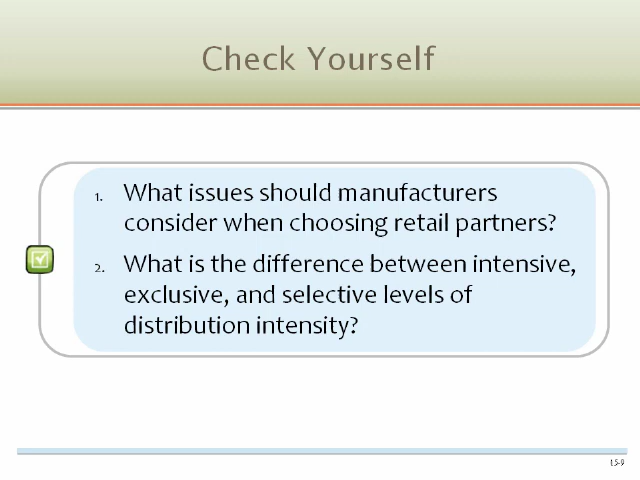 Check Yourself
1. What issues should manufacturers
consider when choosing retail partners?
2. What is the difference between intensive,
exclusive, and selective levels of
distribution intensity?
15-9